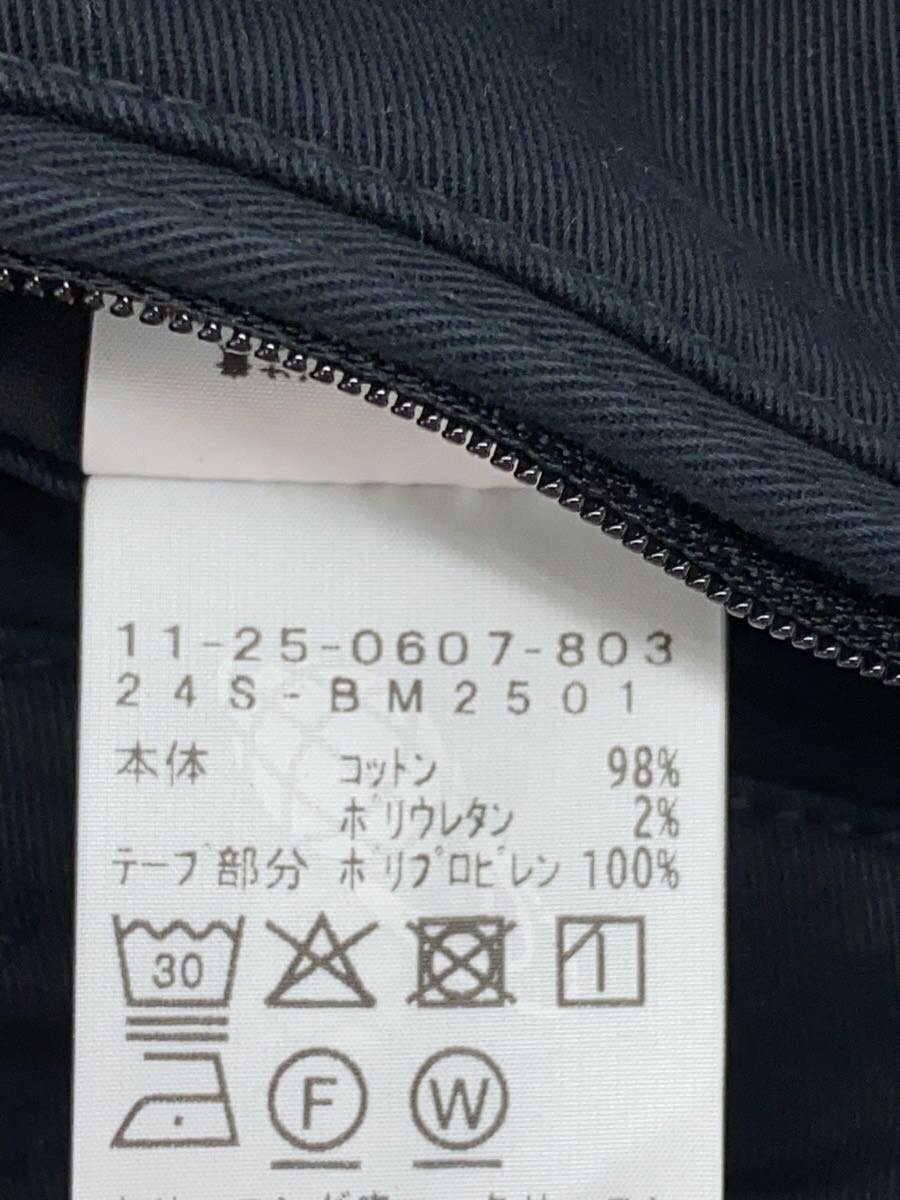 11-25-0607-803
24S-BM2501
本体 コットン 98%
ポリウレタン 2%
テープ部分 ポリプロピレン 100%
30
F W